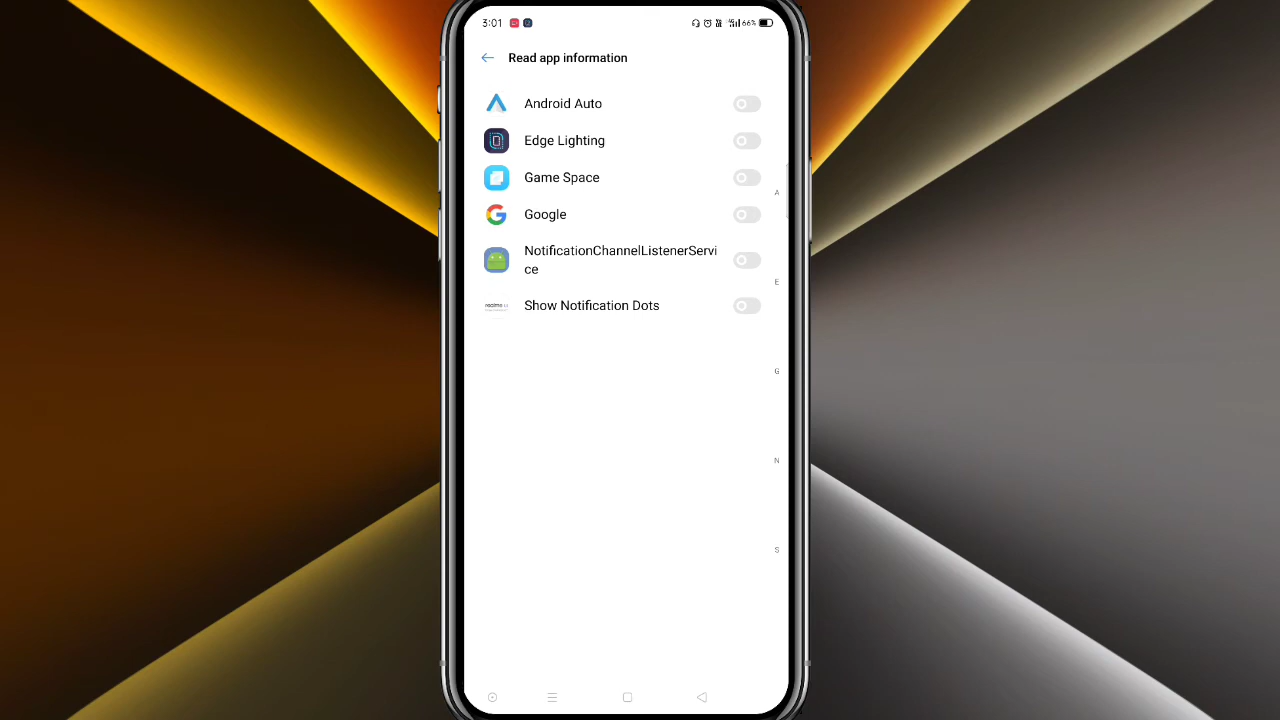 3:01
66%
Read app information
Android Auto
Edge Lighting
Game Space
A
Google
NotificationChannelListenerServi
ce
E
Show Notification Dots
G
N
S